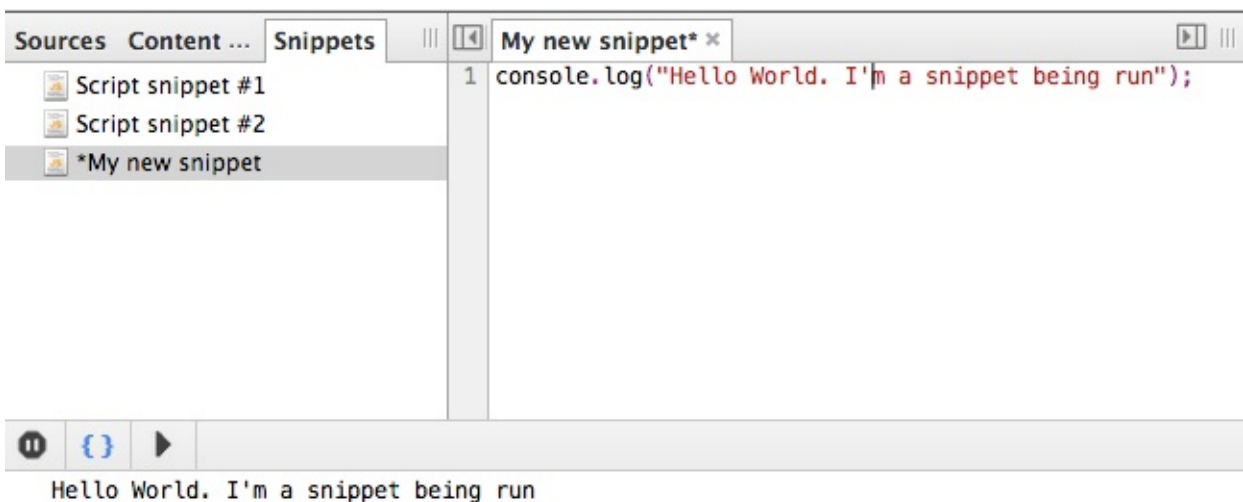 Sources Content ... Snippets My new snippet* ×
Script snippet #1
Script snippet #2
*My new snippet
1 console.log("Hello World. I'm a snippet being run");
{}
Hello World. I'm a snippet being run